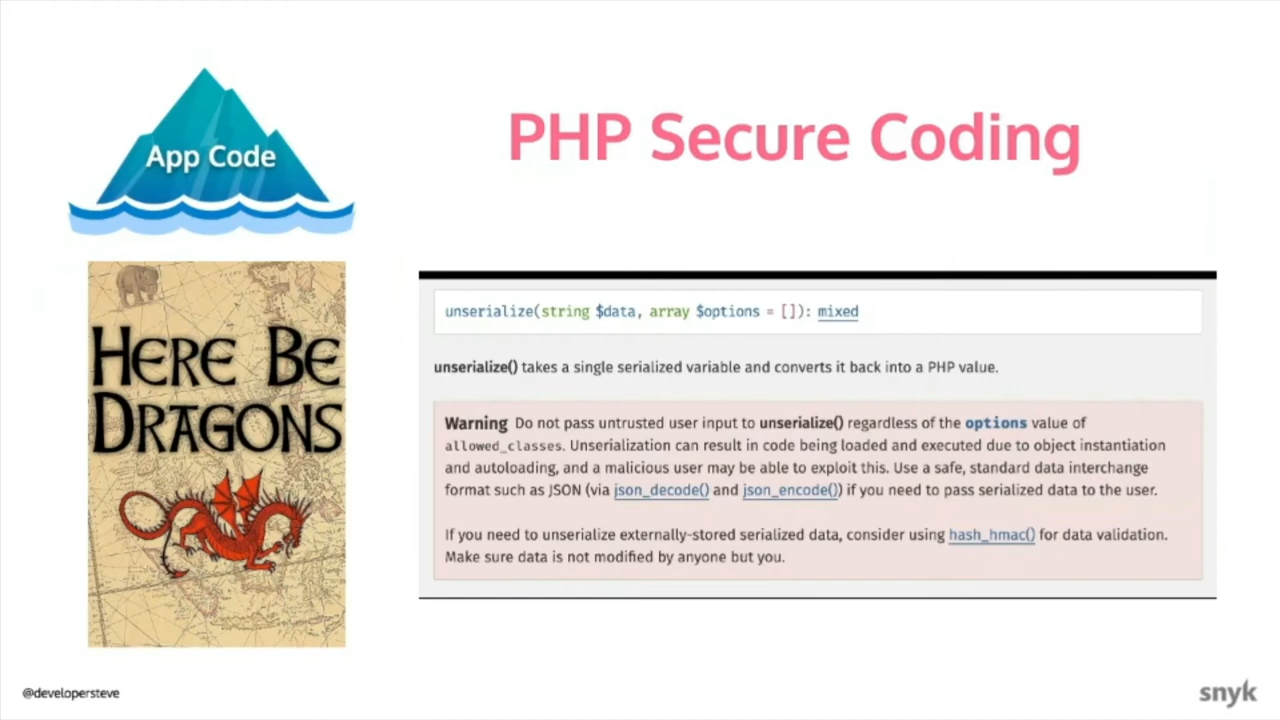 App Code
PHP Secure Coding
HERE BE
DRAGONS
unserialize(string $data, array $options = []): mixed
unserialize() takes a single serialized variable and converts it back into a PHP value.
Warning Do not pass untrusted user input to unserialize() regardless of the options value of
allowed_classes. Unserialization can result in code being loaded and executed due to object instantiation
and autoloading, and a malicious user may be able to exploit this. Use a safe, standard data interchange
format such as JSON (via json_decode() and json_encode()) if you need to pass serialized data to the user.
If you need to unserialize externally-stored serialized data, consider using hash_hmac() for data validation.
Make sure data is not modified by anyone but you.
@developersteve
snyk